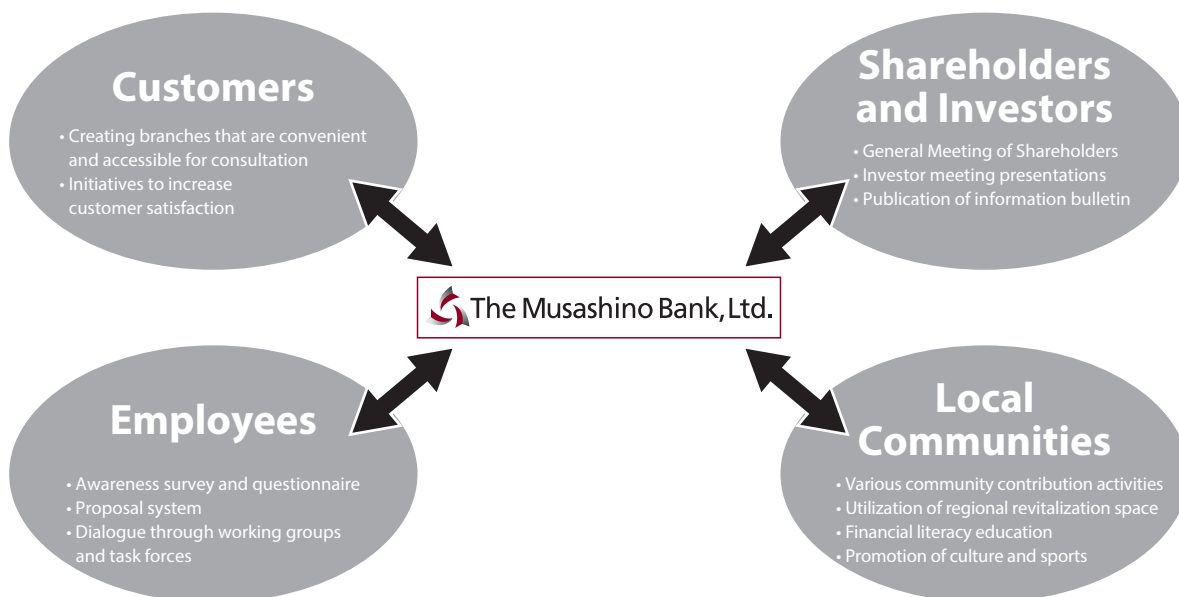 Customers
• Creating branches that are convenient
and accessible for consultation
• Initiatives to increase
customer satisfaction
Shareholders
and Investors
• General Meeting of Shareholders
• Investor meeting presentations
• Publication of information bulletin
The Musashino Bank, Ltd.
Employees
• Awareness survey and questionnaire
• Proposal system
• Dialogue through working groups
and task forces
Local
Communities
• Various community contribution activities
• Utilization of regional revitalization space
• Financial literacy education
• Promotion of culture and sports